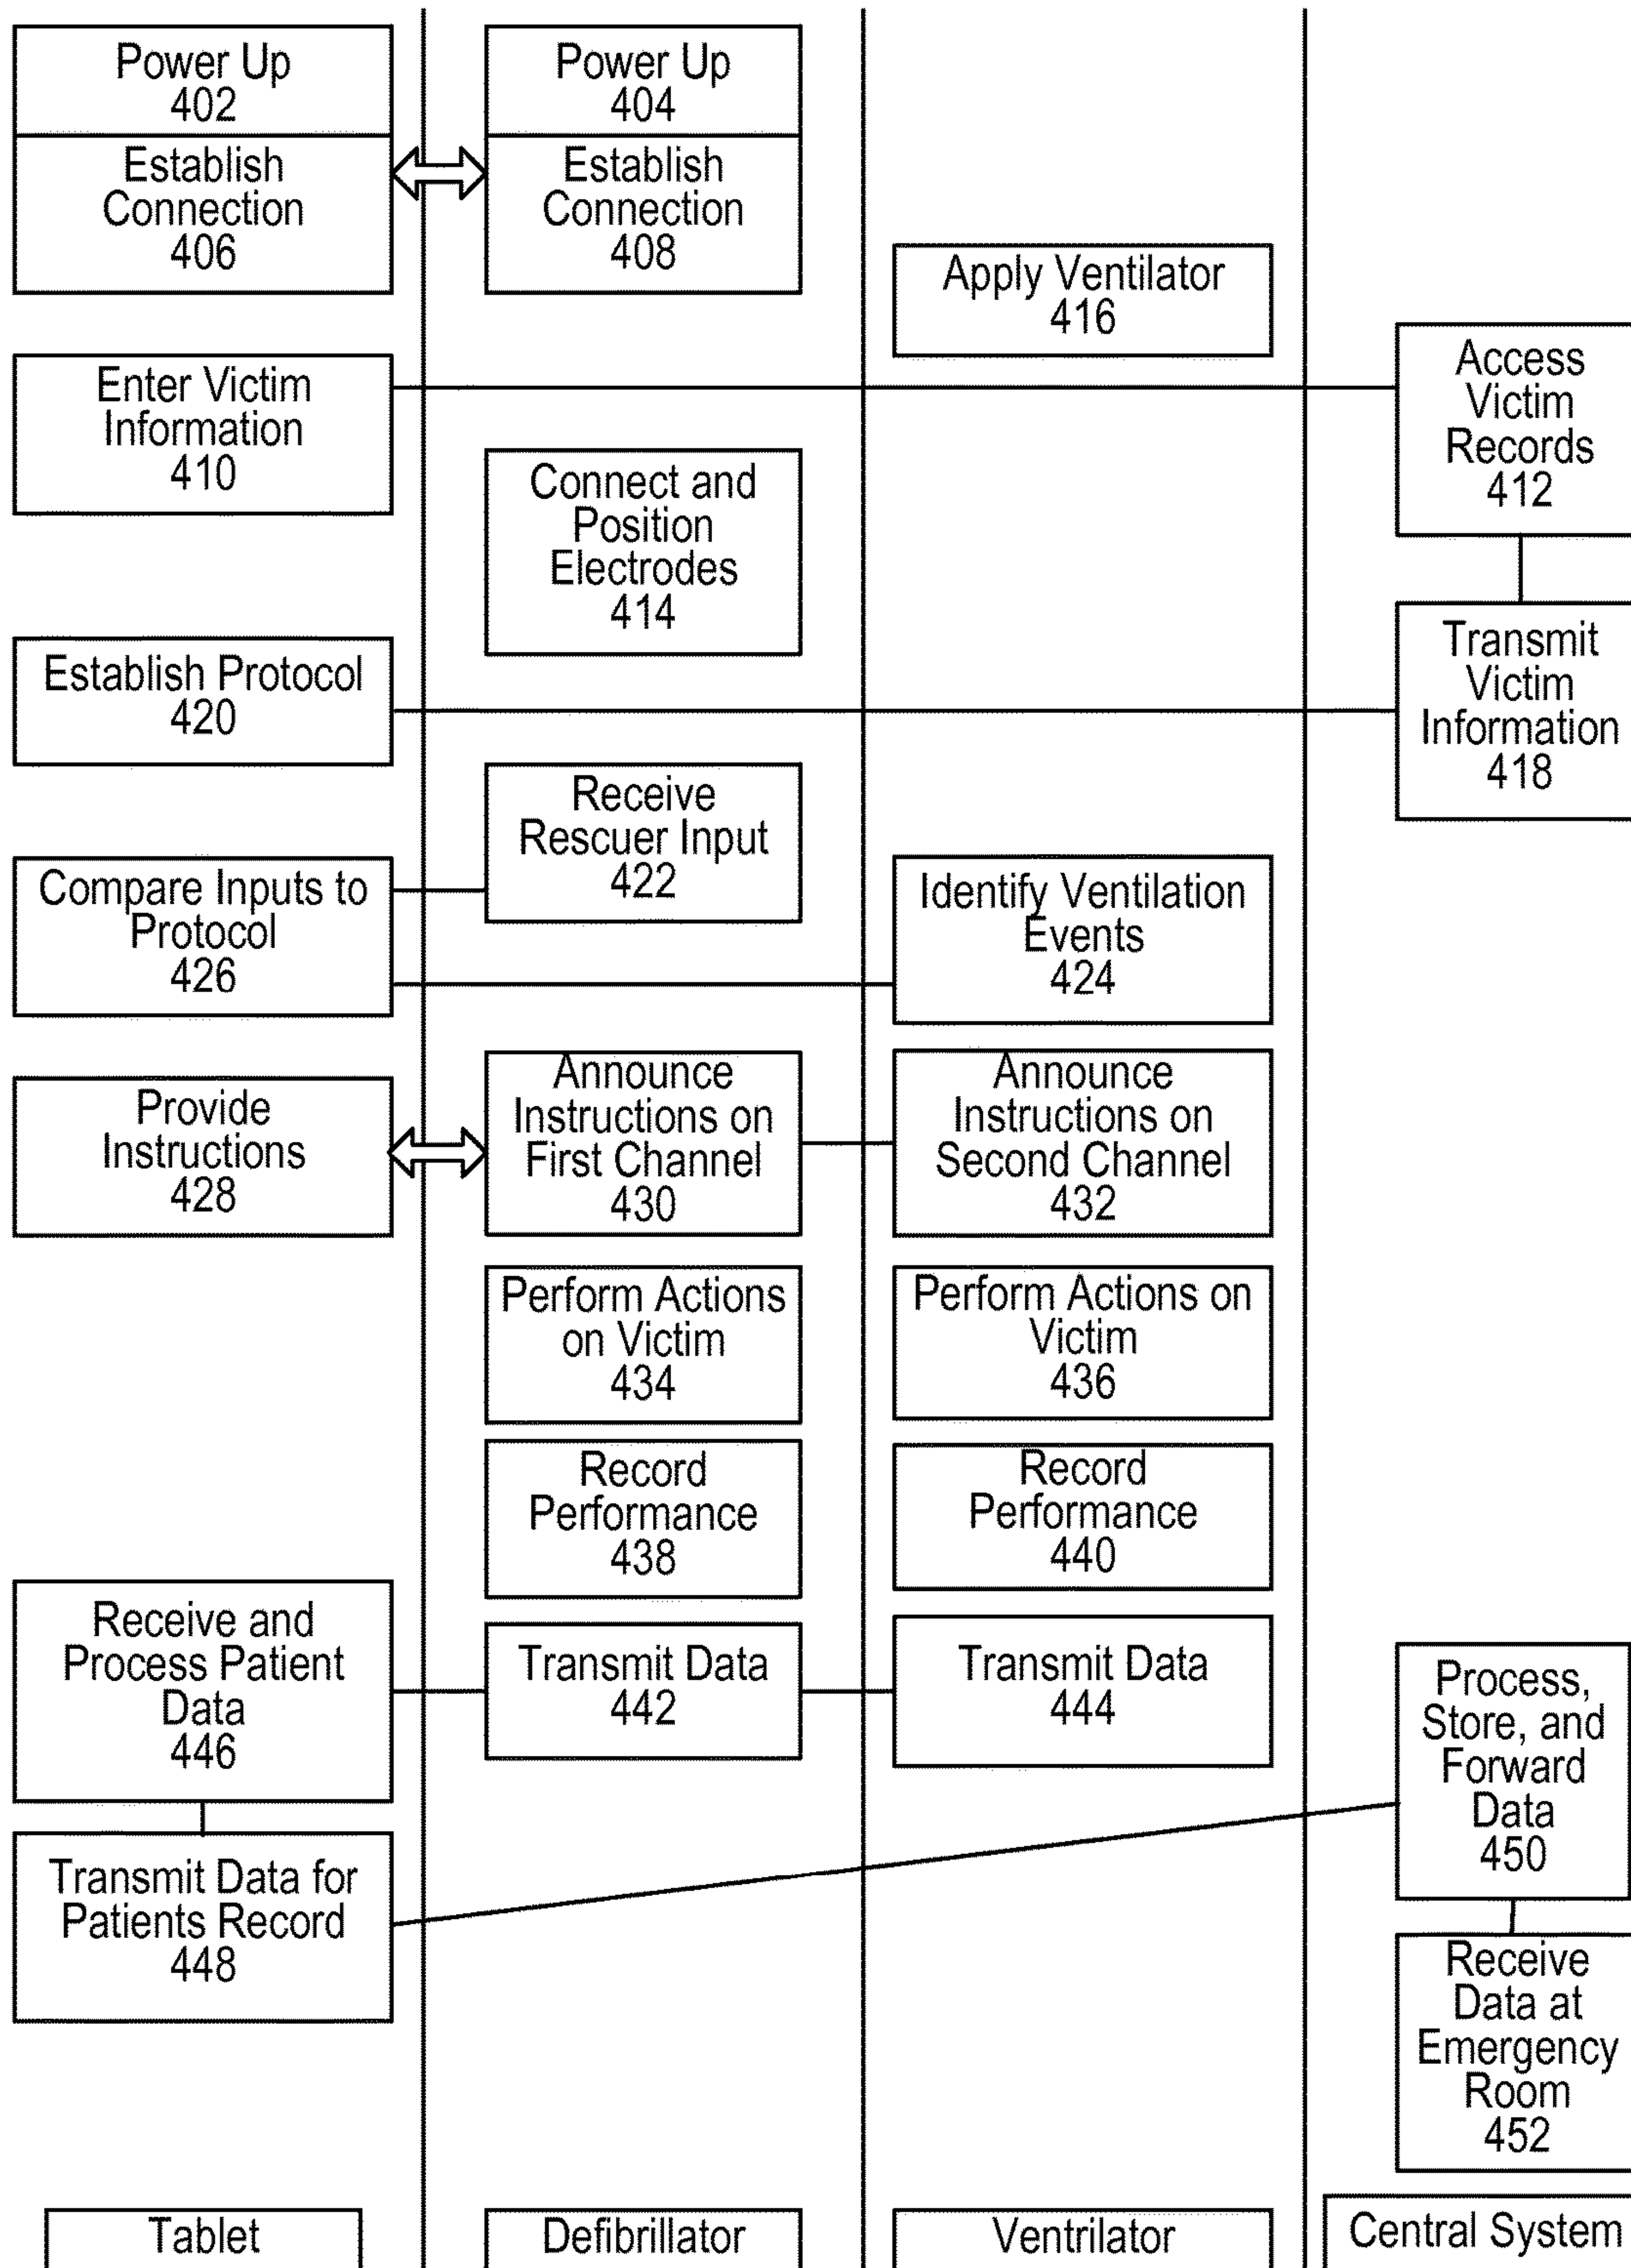 Power Up
402
Establish
Connection
406
Power Up
404
Establish
Connection
408
Apply Ventilator
416
Enter Victim
Information
410
Access
Victim
Records
412
Connect and
Position
Electrodes
414
Establish Protocol
420
Transmit
Victim
Information
418
Receive
Rescuer Input
422
Compare Inputs to
Protocol
426
Identify Ventilation
Events
424
Provide
Instructions
428
Announce
Instructions on
First Channel
430
Announce
Instructions on
Second Channel
432
Perform Actions
on Victim
434
Perform Actions on
Victim
436
Record
Performance
438
Record
Performance
440
Receive and
Process Patient
Data
446
Transmit Data
442
Transmit Data
444
Process,
Store, and
Forward
Data
450
Transmit Data for
Patients Record
448
Receive
Data at
Emergency
Room
452
Tablet
Defibrillator
Ventrilator
Central System